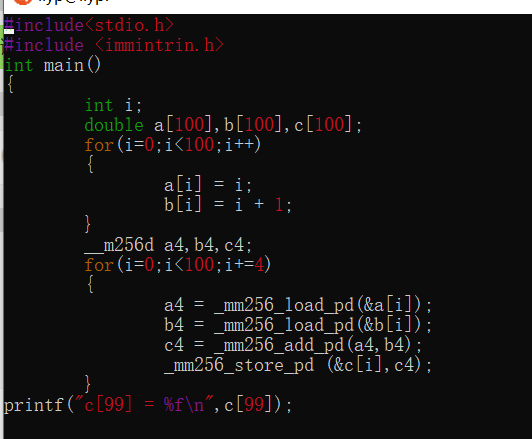 #include<stdio.h>
#include <immintrin.h>
int main()
{
        int i;
        double a[100],b[100],c[100];
        for(i=0;i<100;i++)
        {
                a[i] = i;
                b[i] = i + 1;
        }
        __m256d a4,b4,c4;
        for(i=0;i<100;i+=4)
        {
                a4 = _mm256_load_pd(&a[i]);
                b4 = _mm256_load_pd(&b[i]);
                c4 = _mm256_add_pd(a4,b4);
                _mm256_store_pd (&c[i],c4);
        }
printf("c[99] = %f\n",c[99]);